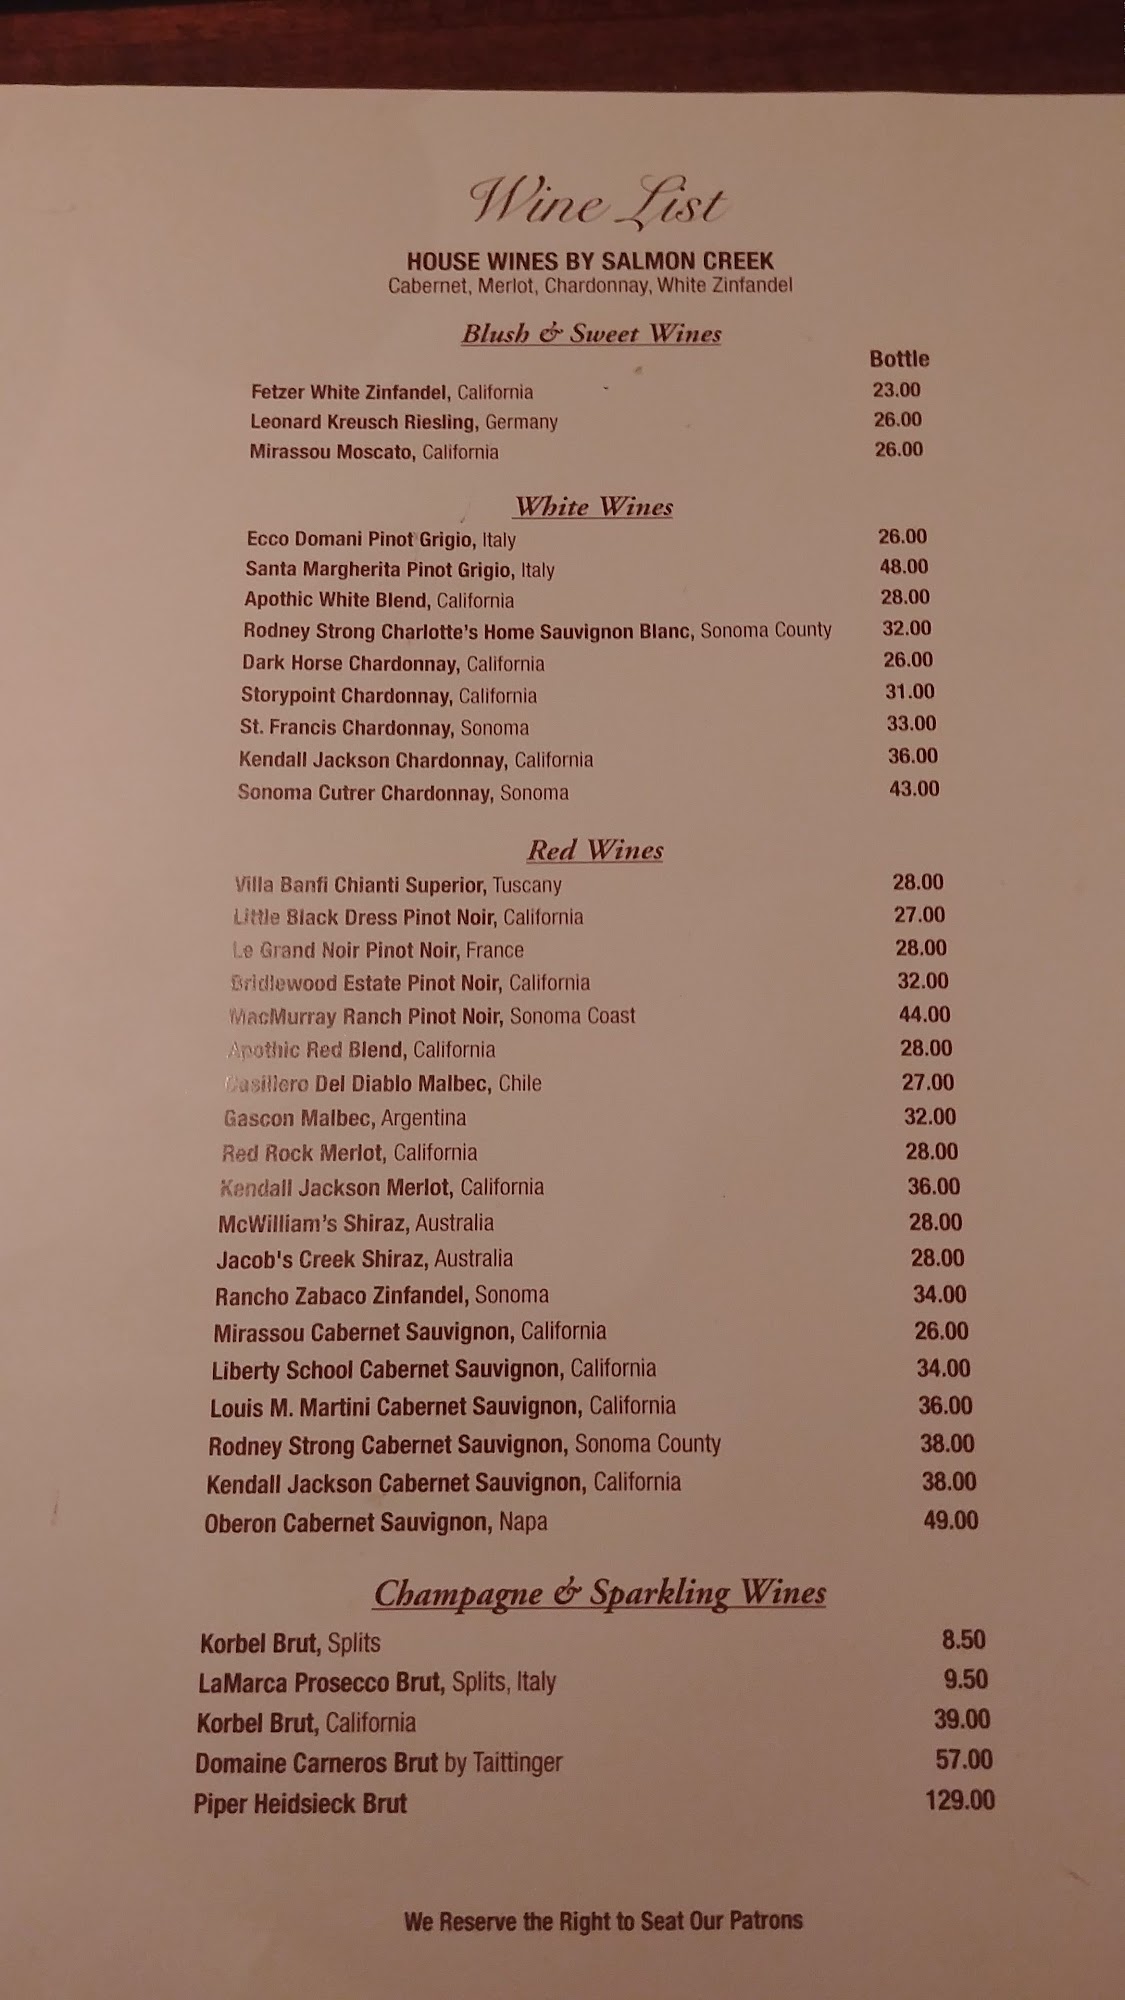 Wine List
HOUSE WINES BY SALMON CREEK
Cabernet, Merlot, Chardonnay, White Zinfandel
Blush & Sweet Wines
Bottle
Fetzer White Zinfandel, California 23.00
Leonard Kreusch Riesling, Germany 26.00
Mirassou Moscato, California 26.00
White Wines
Ecco Domani Pinot Grigio, Italy 26.00
Santa Margherita Pinot Grigio, Italy 48.00
Apothic White Blend, California 28.00
Rodney Strong Charlotte's Home Sauvignon Blanc, Sonoma County 32.00
Dark Horse Chardonnay, California 26.00
Storypoint Chardonnay, California 31.00
St. Francis Chardonnay, Sonoma 33.00
Kendall Jackson Chardonnay, California 36.00
Sonoma Cutrer Chardonnay, Sonoma 43.00
Red Wines
Villa Banfi Chianti Superior, Tuscany 28.00
Little Black Dress Pinot Noir, California 27.00
Le Grand Noir Pinot Noir, France 28.00
Bridlewood Estate Pinot Noir, California 32.00
MacMurray Ranch Pinot Noir, Sonoma Coast 44.00
Apothic Red Blend, California 28.00
Casillero Del Diablo Malbec, Chile 27.00
Gascon Malbec, Argentina 32.00
Red Rock Merlot, California 28.00
Kendall Jackson Merlot, California 36.00
McWilliam's Shiraz, Australia 28.00
Jacob's Creek Shiraz, Australia 28.00
Rancho Zabaco Zinfandel, Sonoma 34.00
Mirassou Cabernet Sauvignon, California 26.00
Liberty School Cabernet Sauvignon, California 34.00
Louis M. Martini Cabernet Sauvignon, California 36.00
Rodney Strong Cabernet Sauvignon, Sonoma County 38.00
Kendall Jackson Cabernet Sauvignon, California 38.00
Oberon Cabernet Sauvignon, Napa 49.00
Champagne & Sparkling Wines
Korbel Brut, Splits 8.50
LaMarca Prosecco Brut, Splits, Italy 9.50
Korbel Brut, California 39.00
Domaine Carneros Brut by Taittinger 57.00
Piper Heidsieck Brut 129.00
We Reserve the Right to Seat Our Patrons